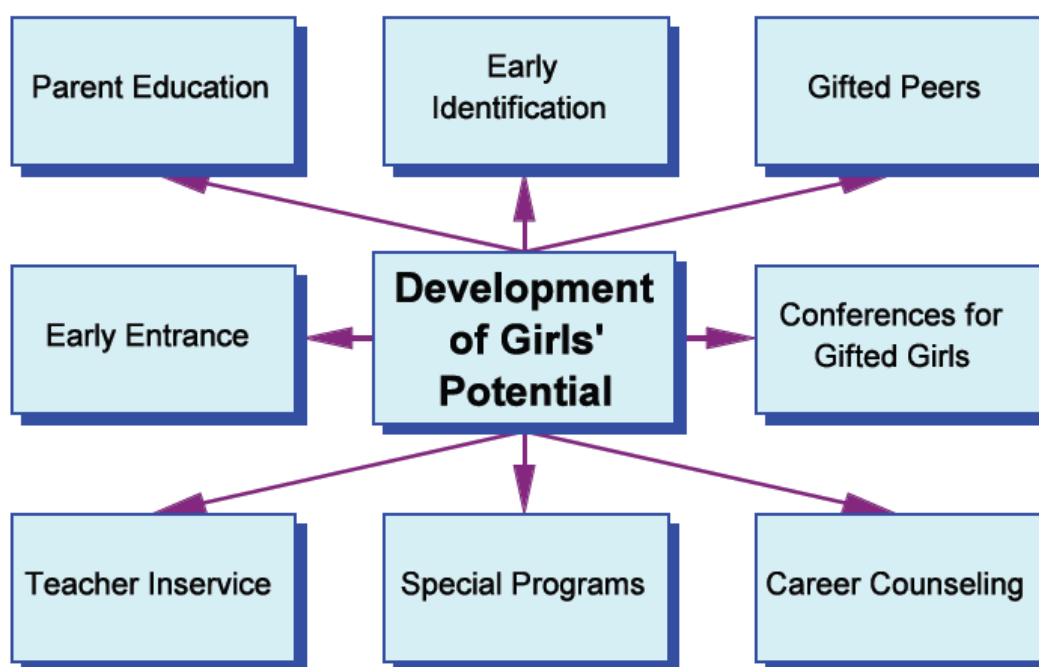 Parent Education
Early
Identification
Gifted Peers
Early Entrance
Development
of Girls'
Potential
Conferences for
Gifted Girls
Teacher Inservice
Special Programs
Career Counseling